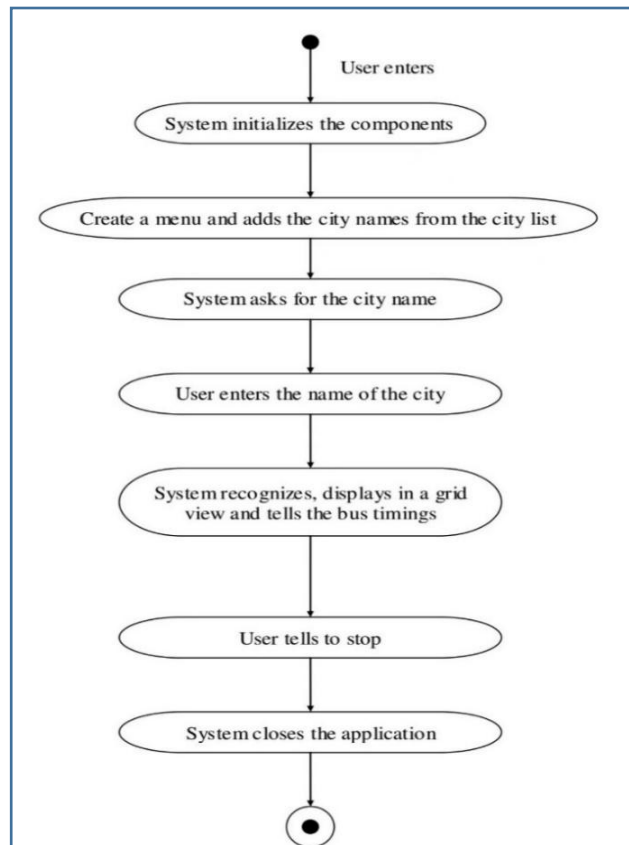 User enters
System initializes the components
Create a menu and adds the city names from the city list
System asks for the city name
User enters the name of the city
System recognizes, displays in a grid
view and tells the bus timings
User tells to stop
System closes the application